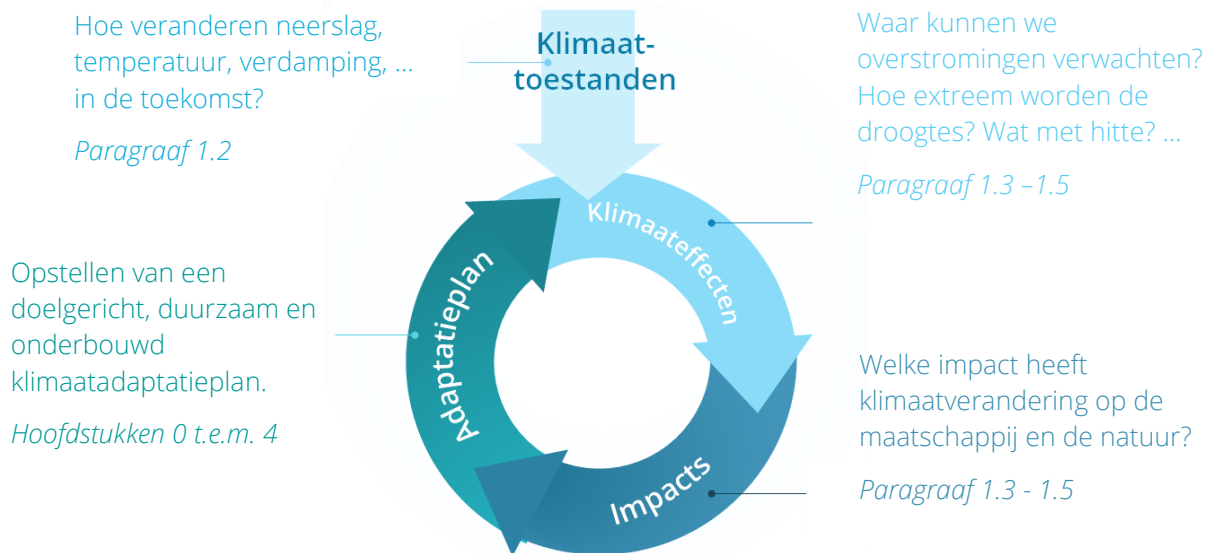 Hoe veranderen neerslag,
temperatuur, verdamping, ...
in de toekomst?
Paragraaf 1.2
Klimaat-
toestanden
Waar kunnen we
overstromingen verwachten?
Hoe extreem worden de
droogtes? Wat met hitte? ...
Paragraaf 1.3 –1.5
Klimaateffecten
Adaptatieplan
Impacts
Opstellen van een
doelgericht, duurzaam en
onderbouwd
klimaatadaptatieplan.
Hoofdstukken 0 t.e.m. 4
Welke impact heeft
klimaatverandering op de
maatschappij en de natuur?
Paragraaf 1.3 - 1.5